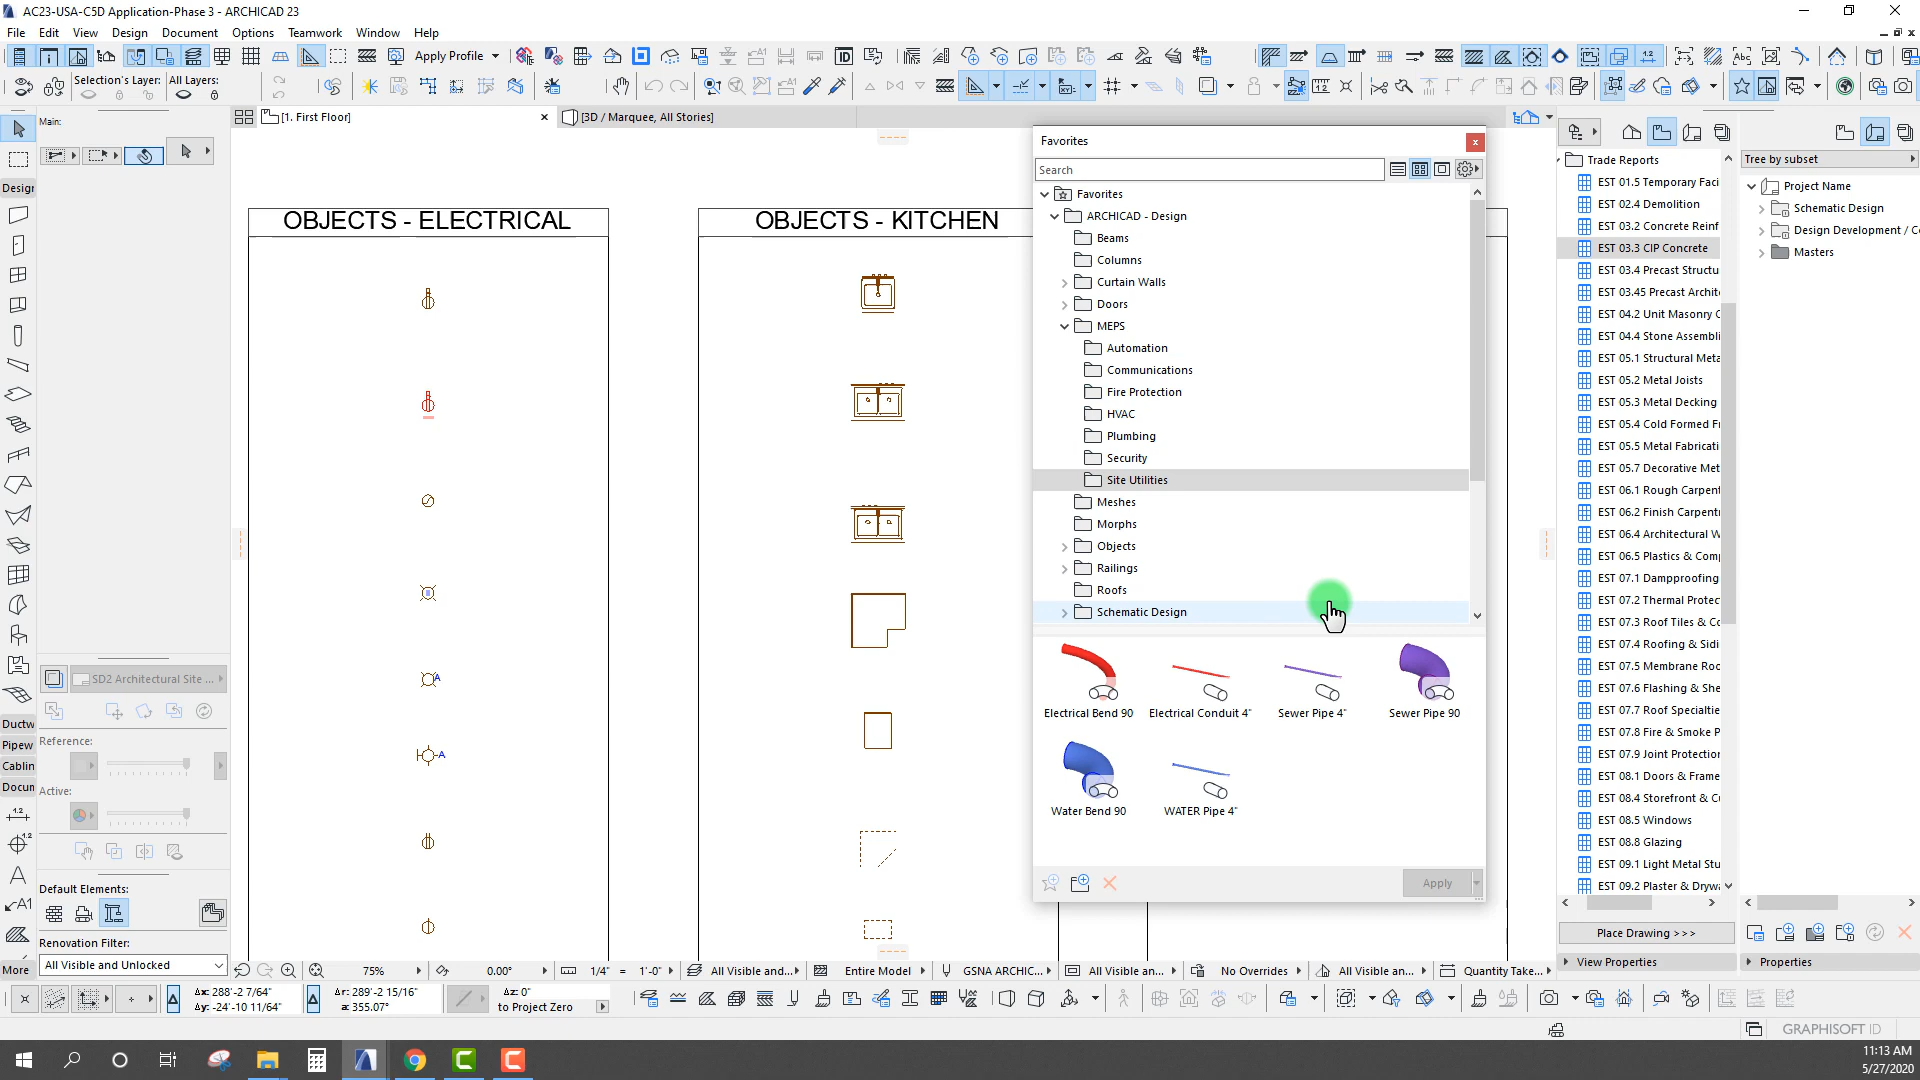 AC23-USA-C5D Application-Phase 3 - ARCHICAD 23
File Edit View Design Document Options Teamwork Window Help
Apply Profile
Selection's Layer: All Layers:
Main:
[1. First Floor]
[3D / Marquee, All Stories]
OBJECTS - ELECTRICAL
OBJECTS - KITCHEN
Favorites
Search
Favorites
ARCHICAD - Design
Beams
Columns
Curtain Walls
Doors
MEPS
Automation
Communications
Fire Protection
HVAC
Plumbing
Security
Site Utilities
Meshes
Morphs
Objects
Railings
Roofs
Schematic Design
Electrical Bend 90 Electrical Conduit 4" Sewer Pipe 4" Sewer Pipe 90
Water Bend 90 WATER Pipe 4"
Apply
Trade Reports
EST 01.5 Temporary Faci
EST 02.4 Demolition
EST 03.2 Concrete Reinf
EST 03.3 CIP Concrete
EST 03.4 Precast Structu
EST 03.45 Precast Archit
EST 04.2 Unit Masonry C
EST 04.4 Stone Assembli
EST 05.1 Structural Meta
EST 05.2 Metal Joists
EST 05.3 Metal Decking
EST 05.4 Cold Formed Fr
EST 05.5 Metal Fabricati
EST 05.7 Decorative Met
EST 06.1 Rough Carpent
EST 06.2 Finish Carpent
EST 06.4 Architectural W
EST 06.5 Plastics & Comp
EST 07.1 Dampproofing
EST 07.2 Thermal Protec
EST 07.3 Roof Tiles & Co
EST 07.4 Roofing & Sidi
EST 07.5 Membrane Roo
EST 07.6 Flashing & She
EST 07.7 Roof Specialtie
EST 07.8 Fire & Smoke P
EST 07.9 Joint Protection
EST 08.1 Doors & Frame
EST 08.4 Storefront & Cu
EST 08.5 Windows
EST 08.8 Glazing
EST 09.1 Light Metal Stu
EST 09.2 Plaster & Drywa
Place Drawing >>>
View Properties
Tree by subset
Project Name
Schematic Design
Design Development / C
Masters
Properties
Design
Ductw
Pipew
Cablin
Docum
More
SD2 Architectural Site ...
Reference:
Active:
Default Elements:
Renovation Filter:
All Visible and Unlocked
A A
1.2
1.2
A
A1
75% 0.00° 1/4" = 1'-0" All Visible and... Entire Model GSNA ARCHIC... All Visible an... No Overrides All Visible an... Quantity Take...
Δx: 288'-2 7/64" Δr: 289'-2 15/16" Δz: 0"
Δy: -24'-10 11/64" a: 355.07° to Project Zero
GRAPHISOFT ID
11:13 AM
5/27/2020